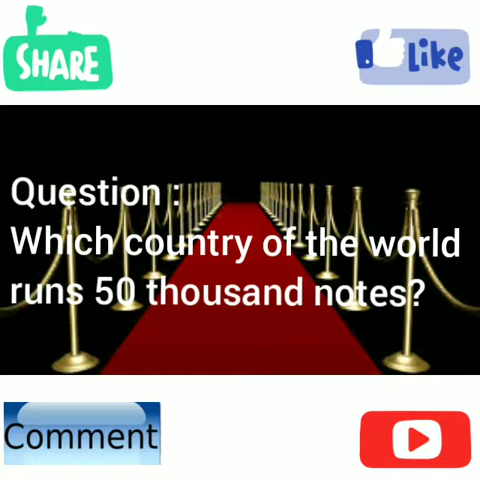 SHARE
Like
Question :
Which country of the world
runs 50 thousand notes?
Comment